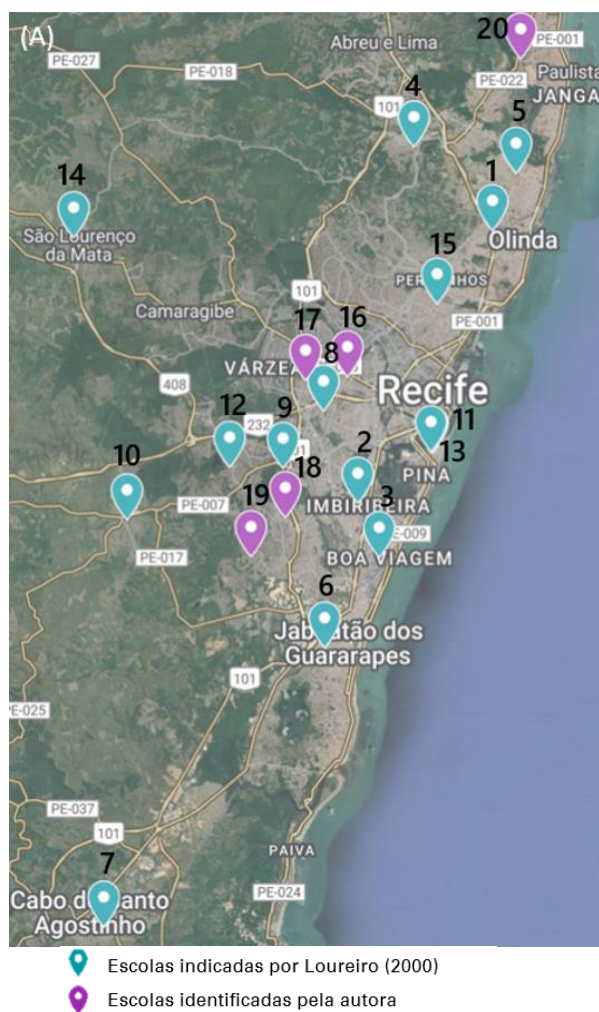 (A)
20
PE-001
PE-027
Abreu e Lima
PE-018
PE-022
Paulista
JANGA
4
101
5
14
1
São Lourenço
da Mata
Olinda
15
101
Camaragibe
PE-001
17
16
8
VÁRZEA
408
Recife
12
9
232
11
2
13
10
18
PINA
19
3
PE-007
IMBIRIBEIRA
PE-009
PE-017
BOA VIAGEM
6
Jaboatão dos
Guararapes
101
PE-025
PE-037
101
7
PAIVA
PE-024
Cabo de Santo
Agostinho
Escolas indicadas por Loureiro (2000)
Escolas identificadas pela autora